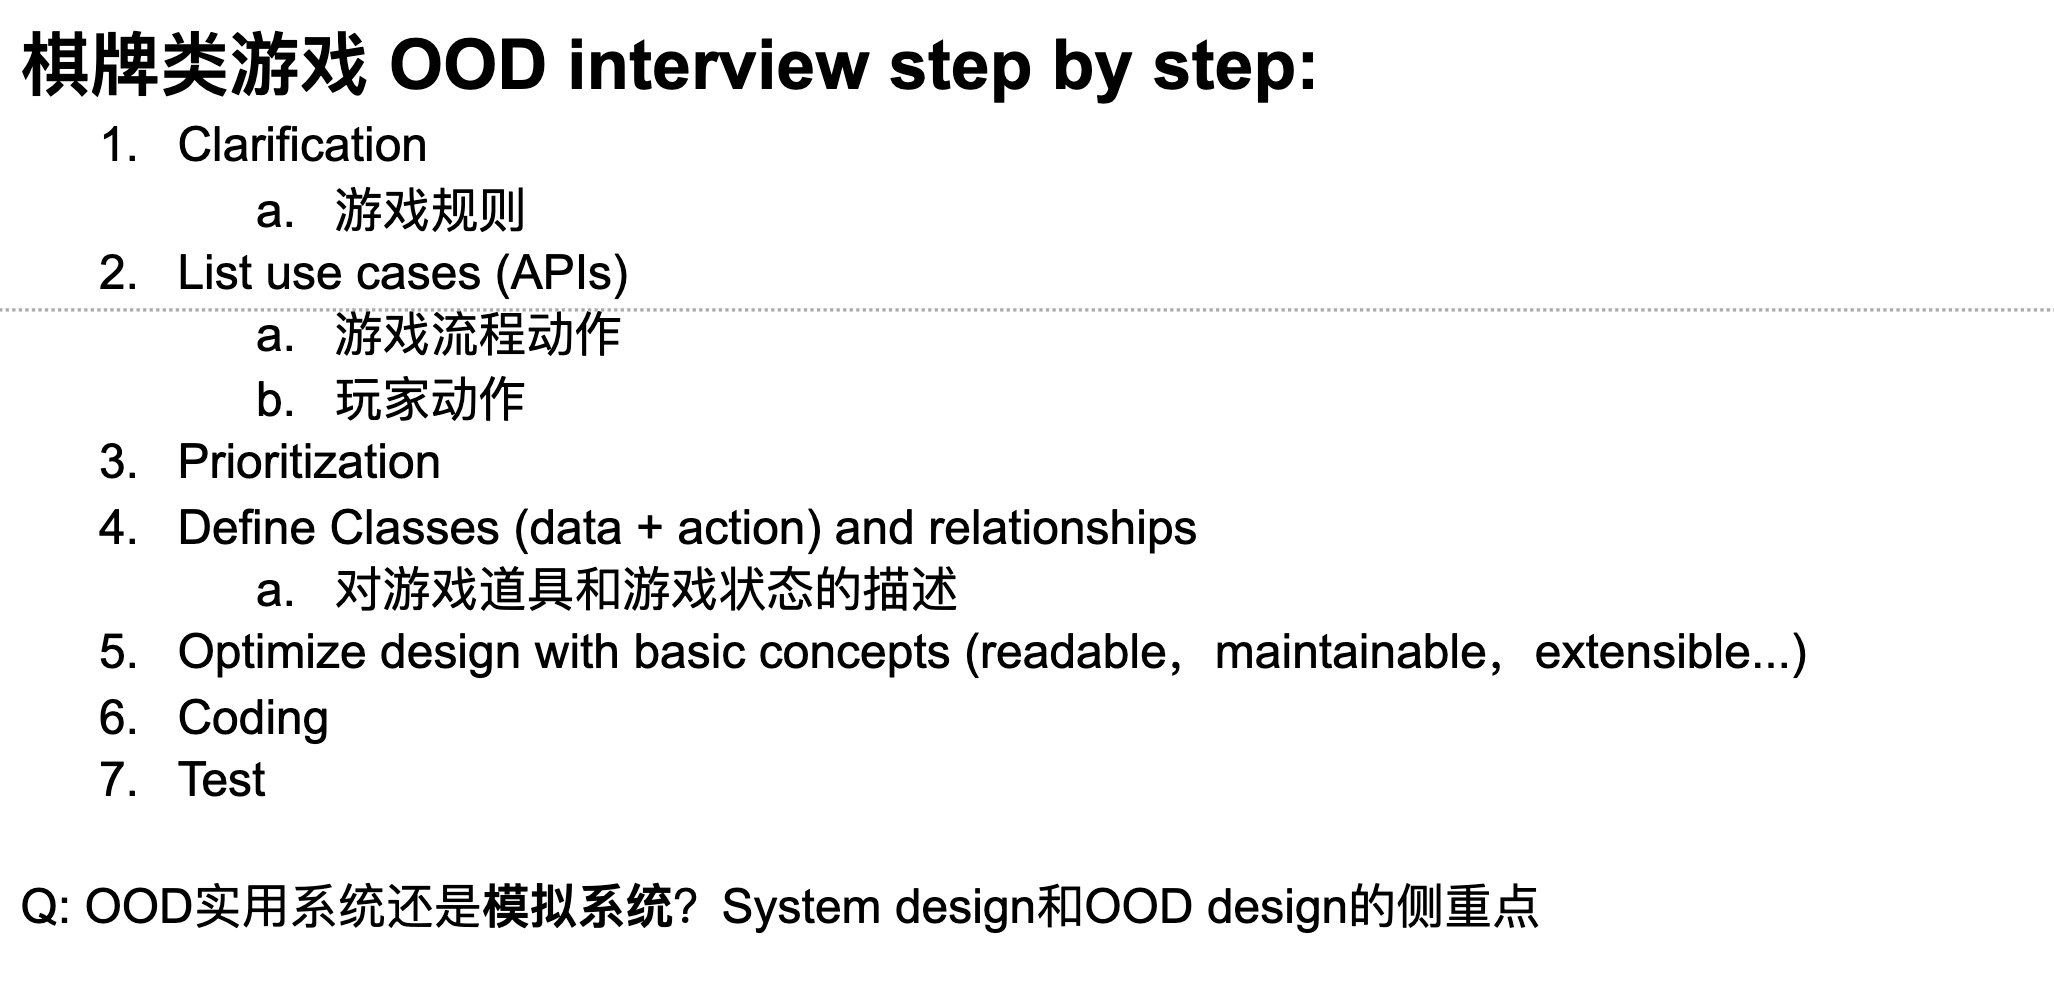 棋牌类游戏 OOD interview step by step:
1. Clarification
a. 游戏规则
2. List use cases (APIs)
a. 游戏流程动作
b. 玩家动作
3. Prioritization
4. Define Classes (data + action) and relationships
a. 对游戏道具和游戏状态的描述
5. Optimize design with basic concepts (readable，maintainable，extensible...)
6. Coding
7. Test
Q: OOD实用系统还是模拟系统？System design和OOD design的侧重点